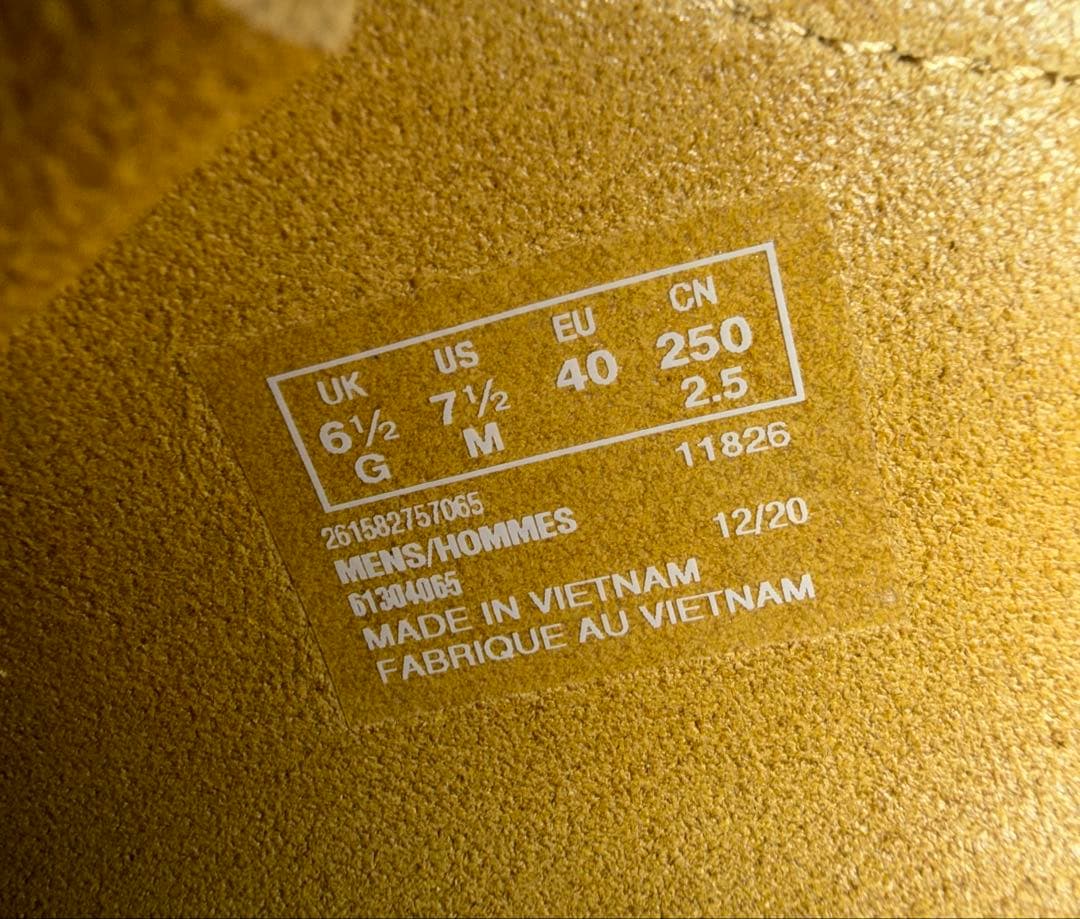 UK US EU CN
6½ 7½ 40 250
G M 2.5
261582757065 11826
MENS/HOMMES 12/20
61304065
MADE IN VIETNAM
FABRIQUE AU VIETNAM